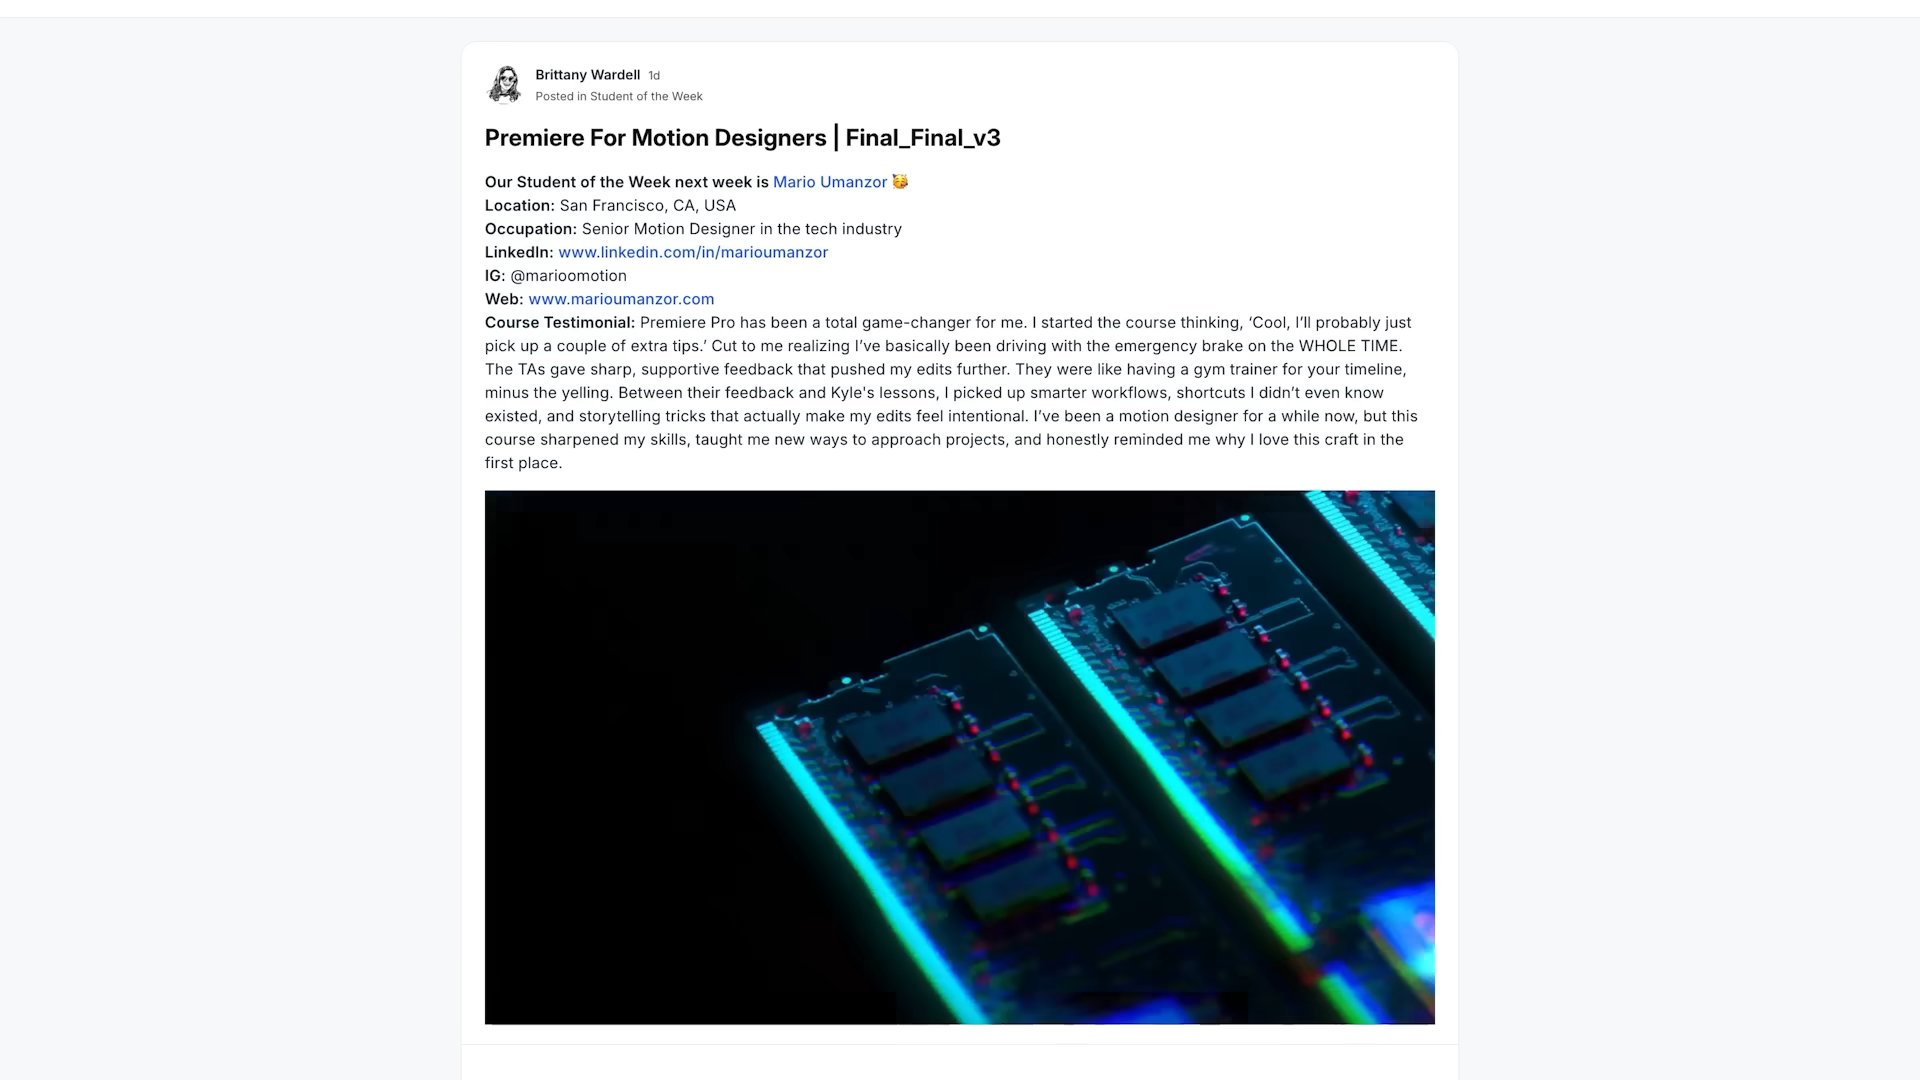 Brittany Wardell 1d
Posted in Student of the Week
Premiere For Motion Designers | Final_Final_v3
Our Student of the Week next week is Mario Umanzor 🥳
Location: San Francisco, CA, USA
Occupation: Senior Motion Designer in the tech industry
LinkedIn: www.linkedin.com/in/marioumanzor
IG: @marioomotion
Web: www.marioumanzor.com
Course Testimonial: Premiere Pro has been a total game-changer for me. I started the course thinking, ‘Cool, I’ll probably just
pick up a couple of extra tips.’ Cut to me realizing I’ve basically been driving with the emergency brake on the WHOLE TIME.
The TAs gave sharp, supportive feedback that pushed my edits further. They were like having a gym trainer for your timeline,
minus the yelling. Between their feedback and Kyle's lessons, I picked up smarter workflows, shortcuts I didn’t even know
existed, and storytelling tricks that actually make my edits feel intentional. I’ve been a motion designer for a while now, but this
course sharpened my skills, taught me new ways to approach projects, and honestly reminded me why I love this craft in the
first place.